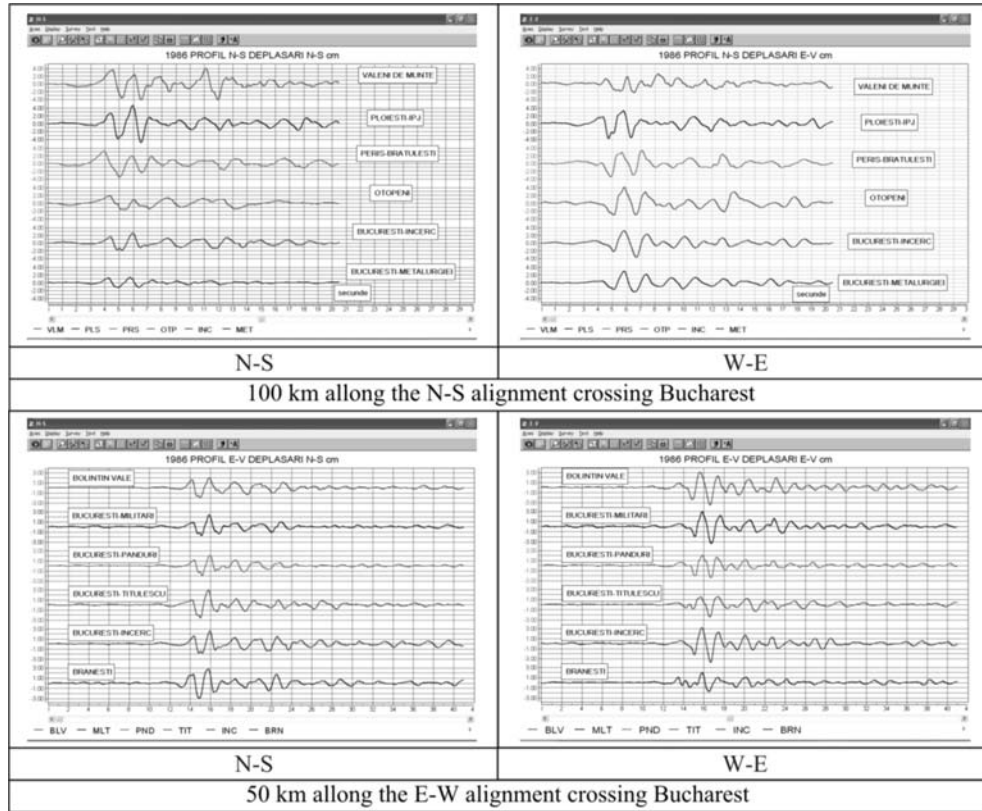 1986 PROFIL N-S DEPLASARI N-S cm
VALENI DE MUNTE
PLOIESTI-IPJ
PERIS-BRATULESTI
OTOPENI
BUCURESTI-INCERC
BUCURESTI-METALURGIEI
secunde
VLM PLS PRS OTP INC MET
1986 PROFIL N-S DEPLASARI E-V cm
VALENI DE MUNTE
PLOIESTI-IPJ
PERIS-BRATULESTI
OTOPENI
BUCURESTI-INCERC
BUCURESTI-METALURGIEI
secunde
VLM PLS PRS OTP INC MET
N-S
W-E
100 km allong the N-S alignment crossing Bucharest
1986 PROFIL E-V DEPLASARI N-S cm
BOLINTIN VALE
BUCURESTI-MILITARI
BUCURESTI-PANDURI
BUCURESTI-TITULESCU
BUCURESTI-INCERC
BRANESTI
BLV MLT PND TIT INC BRN
1986 PROFIL E-V DEPLASARI E-V cm
BOLINTIN VALE
BUCURESTI-MILITARI
BUCURESTI-PANDURI
BUCURESTI-TITULESCU
BUCURESTI-INCERC
BRANESTI
BLV MLT PND TIT INC BRN
N-S
W-E
50 km allong the E-W alignment crossing Bucharest